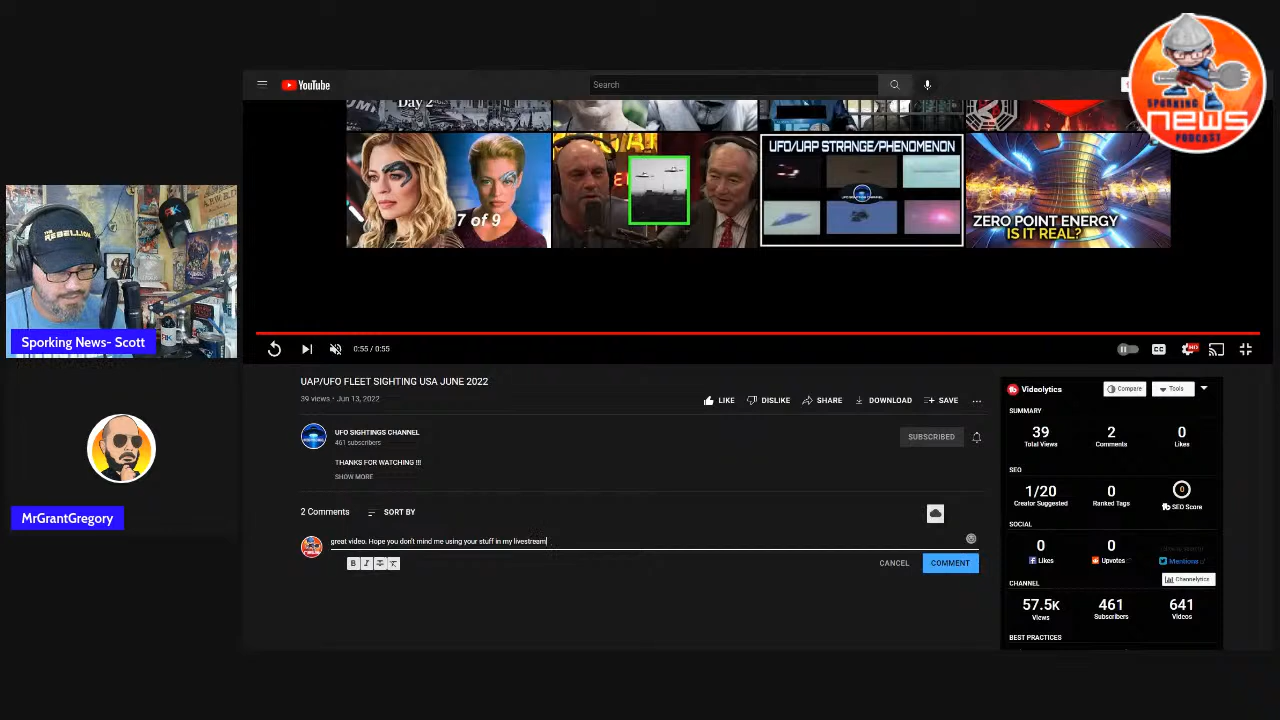 YouTube
Search
SPORKING
NEWS
PODCAST
Day 2
UFO
7 of 9
UFO/UAP STRANGE/PHENOMENON
ZERO POINT ENERGY
IS IT REAL?
THE REBELLION
Sporking News- Scott
MrGrantGregory
0:55 / 0:55
CC
HD
UAP/UFO FLEET SIGHTING USA JUNE 2022
39 views • Jun 13, 2022
LIKE
DISLIKE
SHARE
DOWNLOAD
SAVE
UFO SIGHTINGS CHANNEL
461 subscribers
SUBSCRIBED
THANKS FOR WATCHING !!!
SHOW MORE
2 Comments
SORT BY
great video. Hope you don't mind me using your stuff in my livestream
B I
CANCEL
COMMENT
Videolytics
Compare
Tools
SUMMARY
39
2
0
Total Views
Comments
Likes
SEO
1/20
0
0
Creator Suggested
Ranked Tags
SEO Score
SOCIAL
0
0
Likes
Upvotes
Mentions
Channelytics
CHANNEL
57.5K
461
641
Views
Subscribers
Videos
BEST PRACTICES